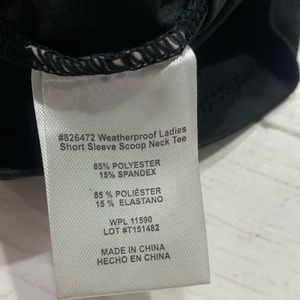 #826472 Weatherproof Ladies
Short Sleeve Scoop Neck Tee
85% POLYESTER
15% SPANDEX
85 % POLIÉSTER
15 % ELASTANO
WPL 11590
LOT #T151482
MADE IN CHINA
HECHO EN CHINA